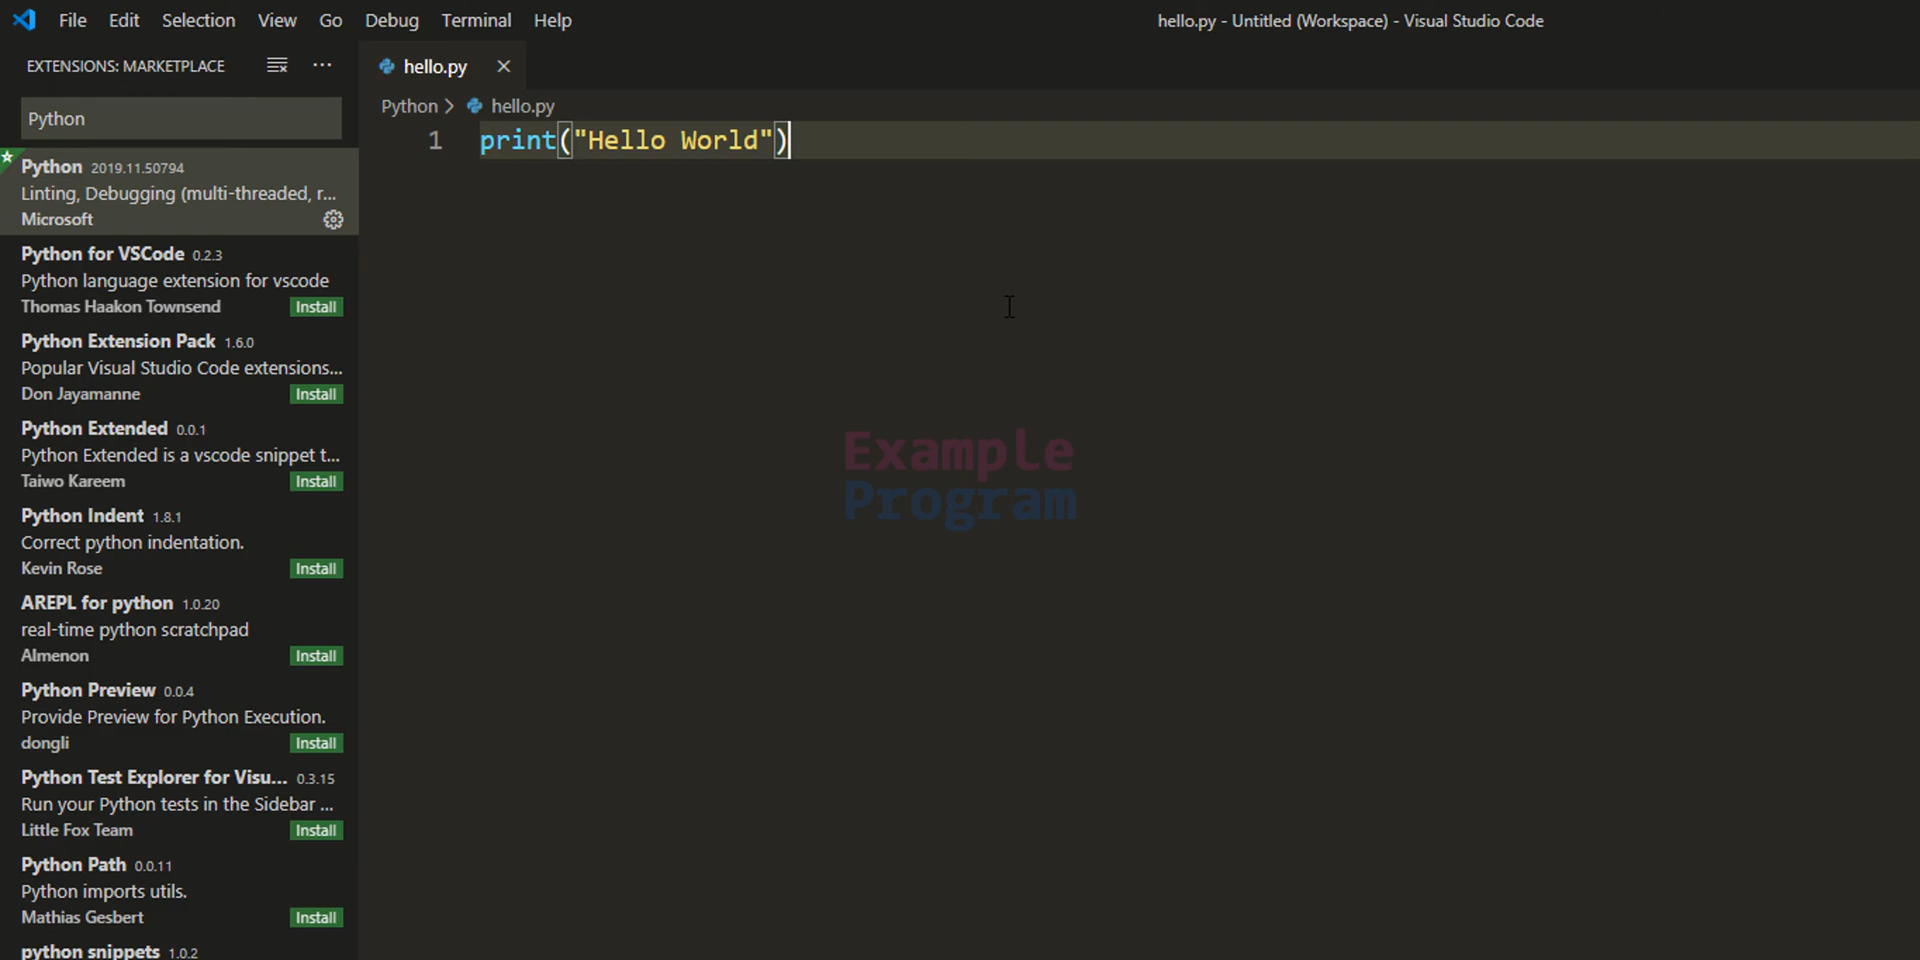 File Edit Selection View Go Debug Terminal Help
hello.py - Untitled (Workspace) - Visual Studio Code
EXTENSIONS: MARKETPLACE
Python
Python 2019.11.50794
Linting, Debugging (multi-threaded, r...
Microsoft
Python for VSCode 0.2.3
Python language extension for vscode
Thomas Haakon Townsend Install
Python Extension Pack 1.6.0
Popular Visual Studio Code extensions...
Don Jayamanne Install
Python Extended 0.0.1
Python Extended is a vscode snippet t...
Taiwo Kareem Install
Python Indent 1.8.1
Correct python indentation.
Kevin Rose Install
AREPL for python 1.0.20
real-time python scratchpad
Almenon Install
Python Preview 0.0.4
Provide Preview for Python Execution.
dongli Install
Python Test Explorer for Visu... 0.3.15
Run your Python tests in the Sidebar ...
Little Fox Team Install
Python Path 0.0.11
Python imports utils.
Mathias Gesbert Install
python snippets 1.0.2
hello.py
Python > hello.py
1 print("Hello World")
Example
Program